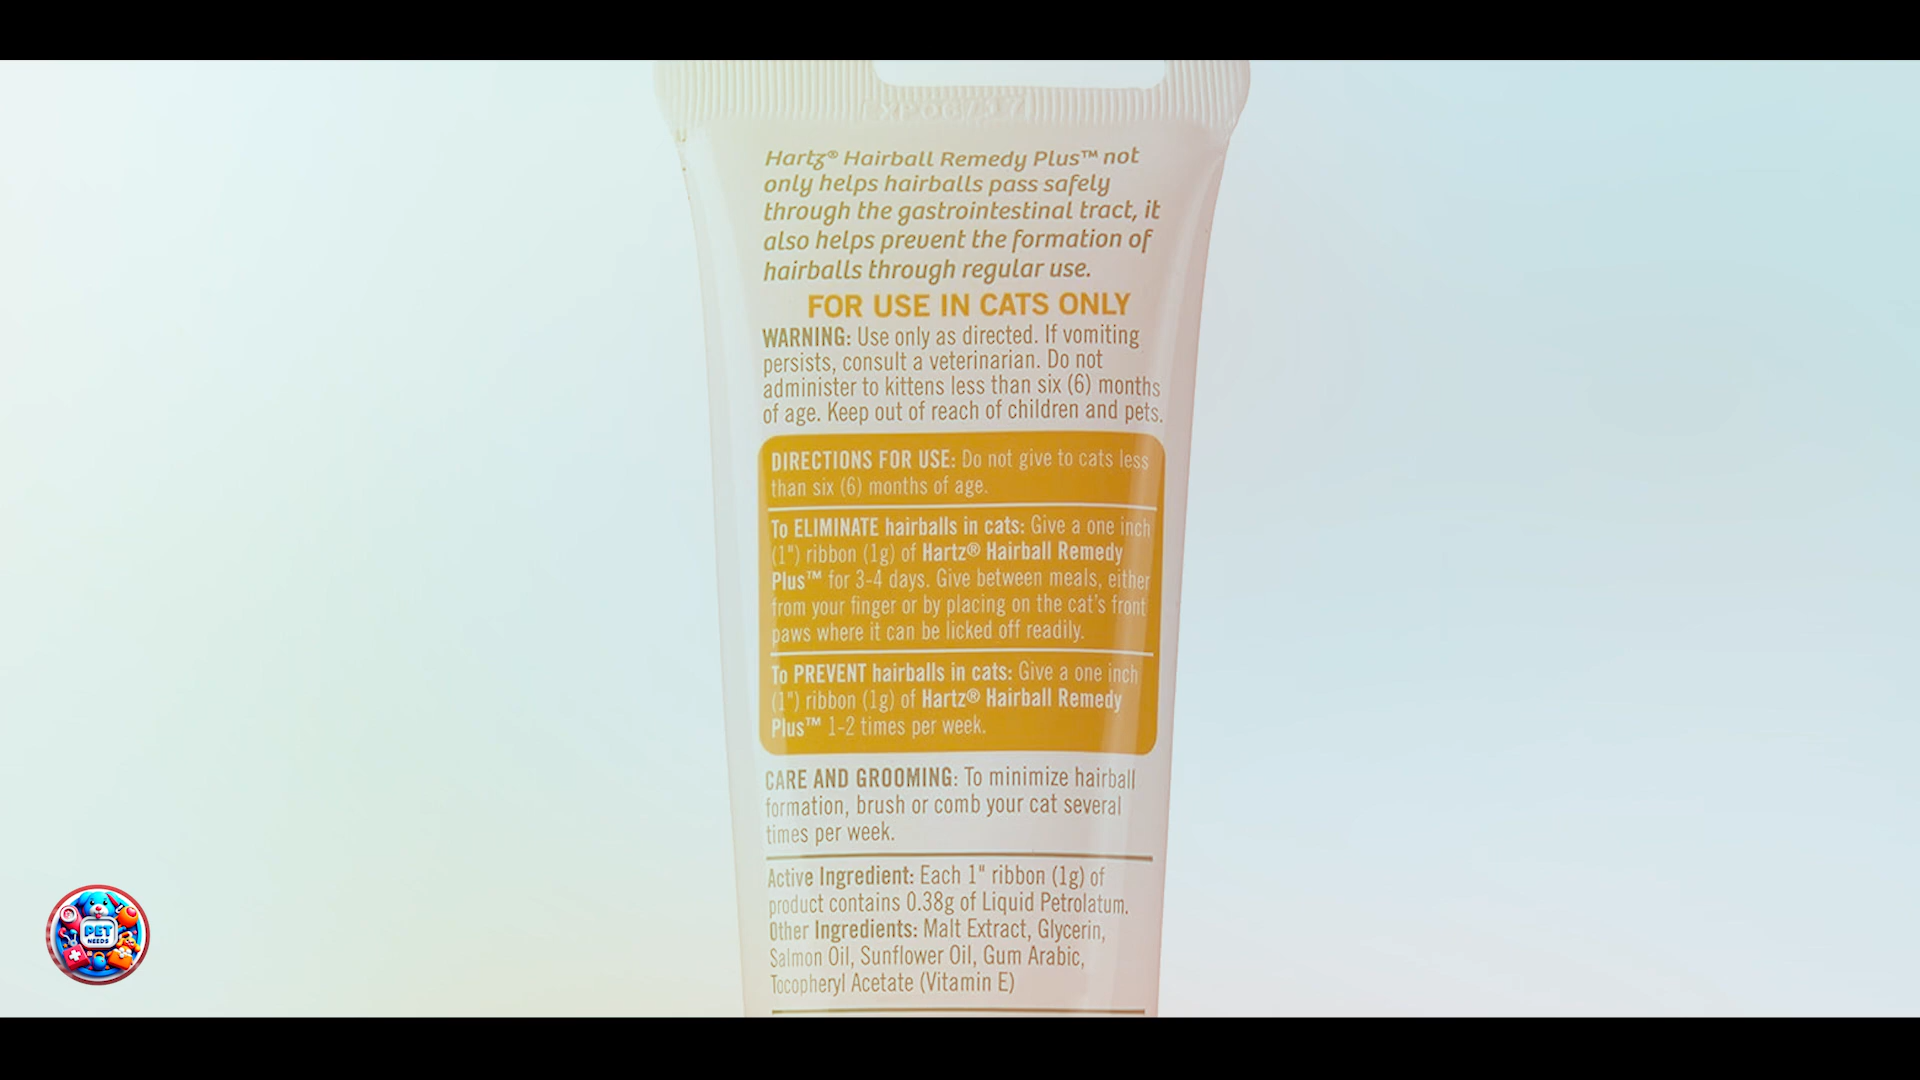 EXP 06/17
Hartz® Hairball Remedy Plus™ not
only helps hairballs pass safely
through the gastrointestinal tract, it
also helps prevent the formation of
hairballs through regular use.
FOR USE IN CATS ONLY
WARNING: Use only as directed. If vomiting
persists, consult a veterinarian. Do not
administer to kittens less than six (6) months
of age. Keep out of reach of children and pets.
DIRECTIONS FOR USE: Do not give to cats less
than six (6) months of age.
To ELIMINATE hairballs in cats: Give a one inch
(1") ribbon (1g) of Hartz® Hairball Remedy
Plus™ for 3-4 days. Give between meals, either
from your finger or by placing on the cat's front
paws where it can be licked off readily.
To PREVENT hairballs in cats: Give a one inch
(1") ribbon (1g) of Hartz® Hairball Remedy
Plus™ 1-2 times per week.
CARE AND GROOMING: To minimize hairball
formation, brush or comb your cat several
times per week.
Active Ingredient: Each 1" ribbon (1g) of
product contains 0.38g of Liquid Petrolatum.
Other Ingredients: Malt Extract, Glycerin,
Salmon Oil, Sunflower Oil, Gum Arabic,
Tocopheryl Acetate (Vitamin E)
PET
NEEDS